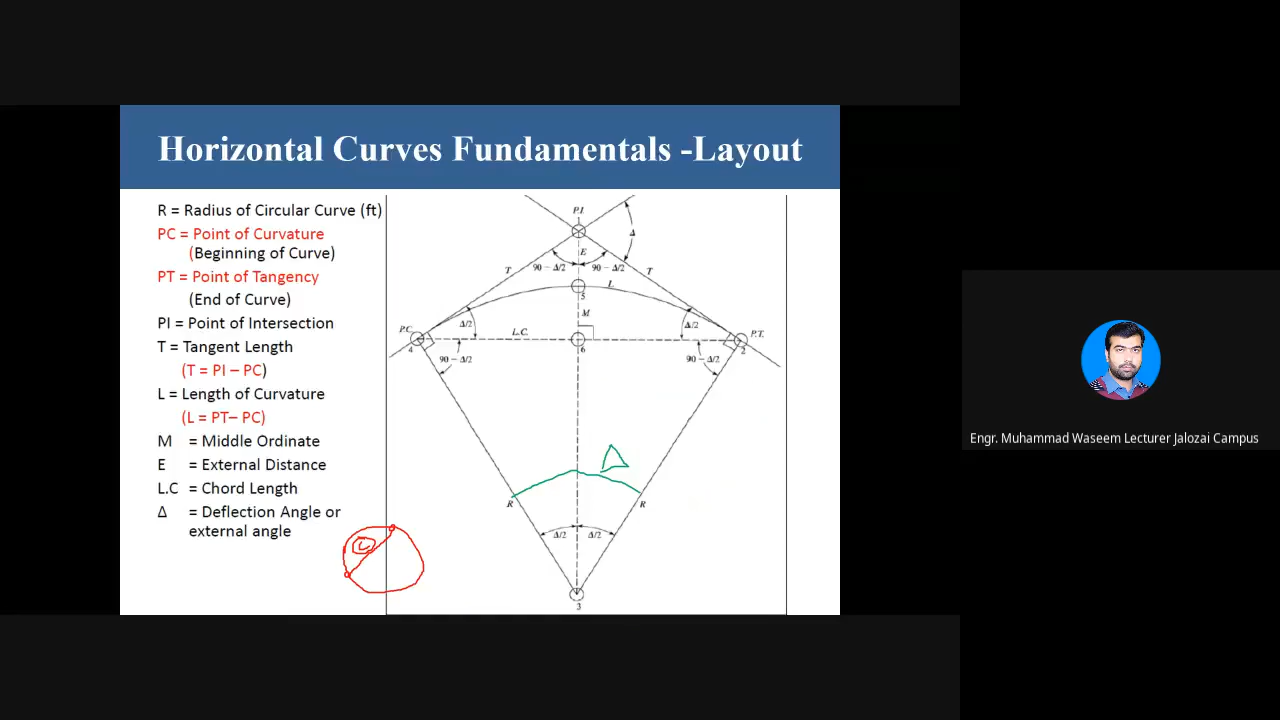 Horizontal Curves Fundamentals -Layout
R = Radius of Circular Curve (ft)
PC = Point of Curvature
(Beginning of Curve)
PT = Point of Tangency
(End of Curve)
PI = Point of Intersection
T = Tangent Length
(T = PI – PC)
L = Length of Curvature
(L = PT– PC)
M = Middle Ordinate
E = External Distance
L.C = Chord Length
Δ = Deflection Angle or
external angle
P.I.
Δ
E
90 – Δ/2 90 – Δ/2
T T
5
L
M
P.C. P.T.
Δ/2 Δ/2
L.C.
4 6 2
90 – Δ/2 90 – Δ/2
Δ
R R
Δ/2 Δ/2
3
Engr. Muhammad Waseem Lecturer Jalozai Campus